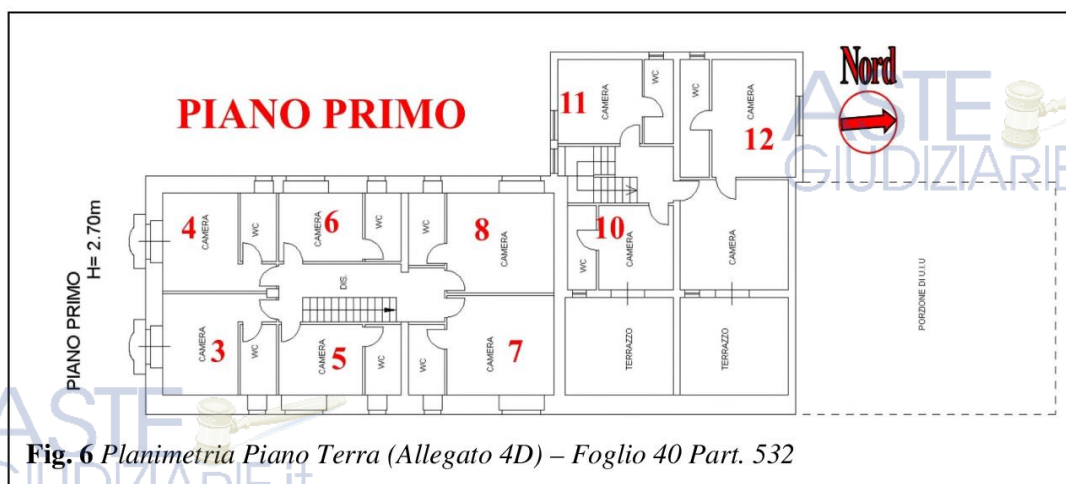 PIANO PRIMO
Nord
PIANO PRIMO
H= 2.70m
11
CAMERA
WC
WC
CAMERA
12
4
CAMERA
WC
CAMERA
6
WC
WC
8
CAMERA
10
WC
CAMERA
CAMERA
DIS.
3
CAMERA
WC
CAMERA
5
WC
WC
CAMERA
7
TERRAZZO
TERRAZZO
PORZIONE DI U.I.U
ASTE
GIUDIZIARIE
ASTE
GIUDIZIARIE.it
Fig. 6 Planimetria Piano Terra (Allegato 4D) – Foglio 40 Part. 532